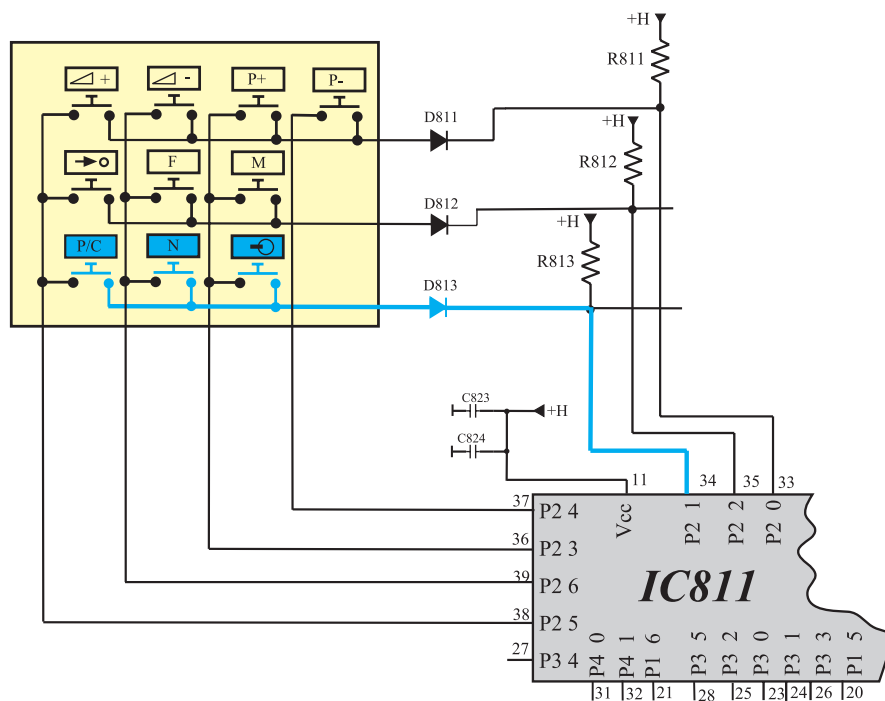 +H
R811
+ - P+ P-
D811
+H
R812
F M
D812
+H
R813
P/C N
D813
C823
+H
C824
11 34 35 33
37 P2 4
Vcc P2 1 P2 2 P2 0
36 P2 3
39 P2 6
IC811
38 P2 5
27 P3 4
P4 0 P4 1 P1 6 P3 5 P3 2 P3 0 P3 1 P3 3 P1 5
31 32 21 28 25 23 24 26 20